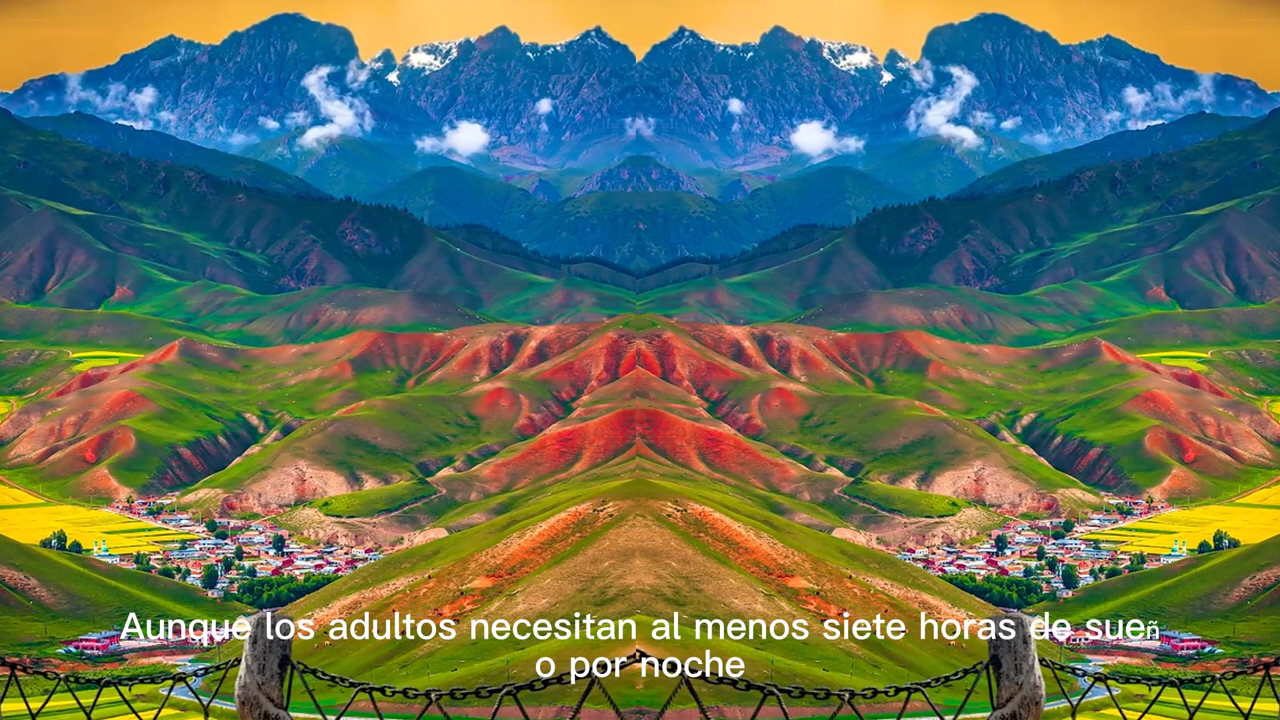 Aunque los adultos necesitan al menos siete horas de sueñ
o por noche